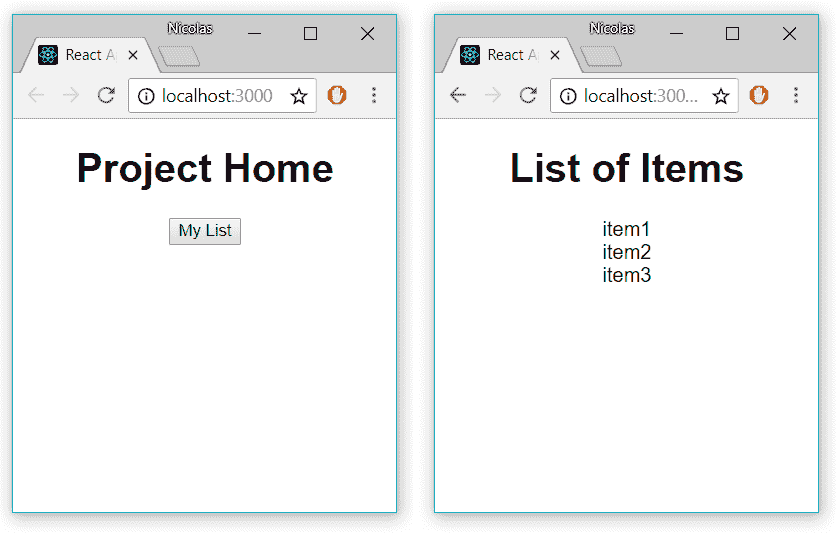 Nicolas
React A
localhost:3000
Project Home
My List
Nicolas
React A
localhost:300...
List of Items
item1
item2
item3